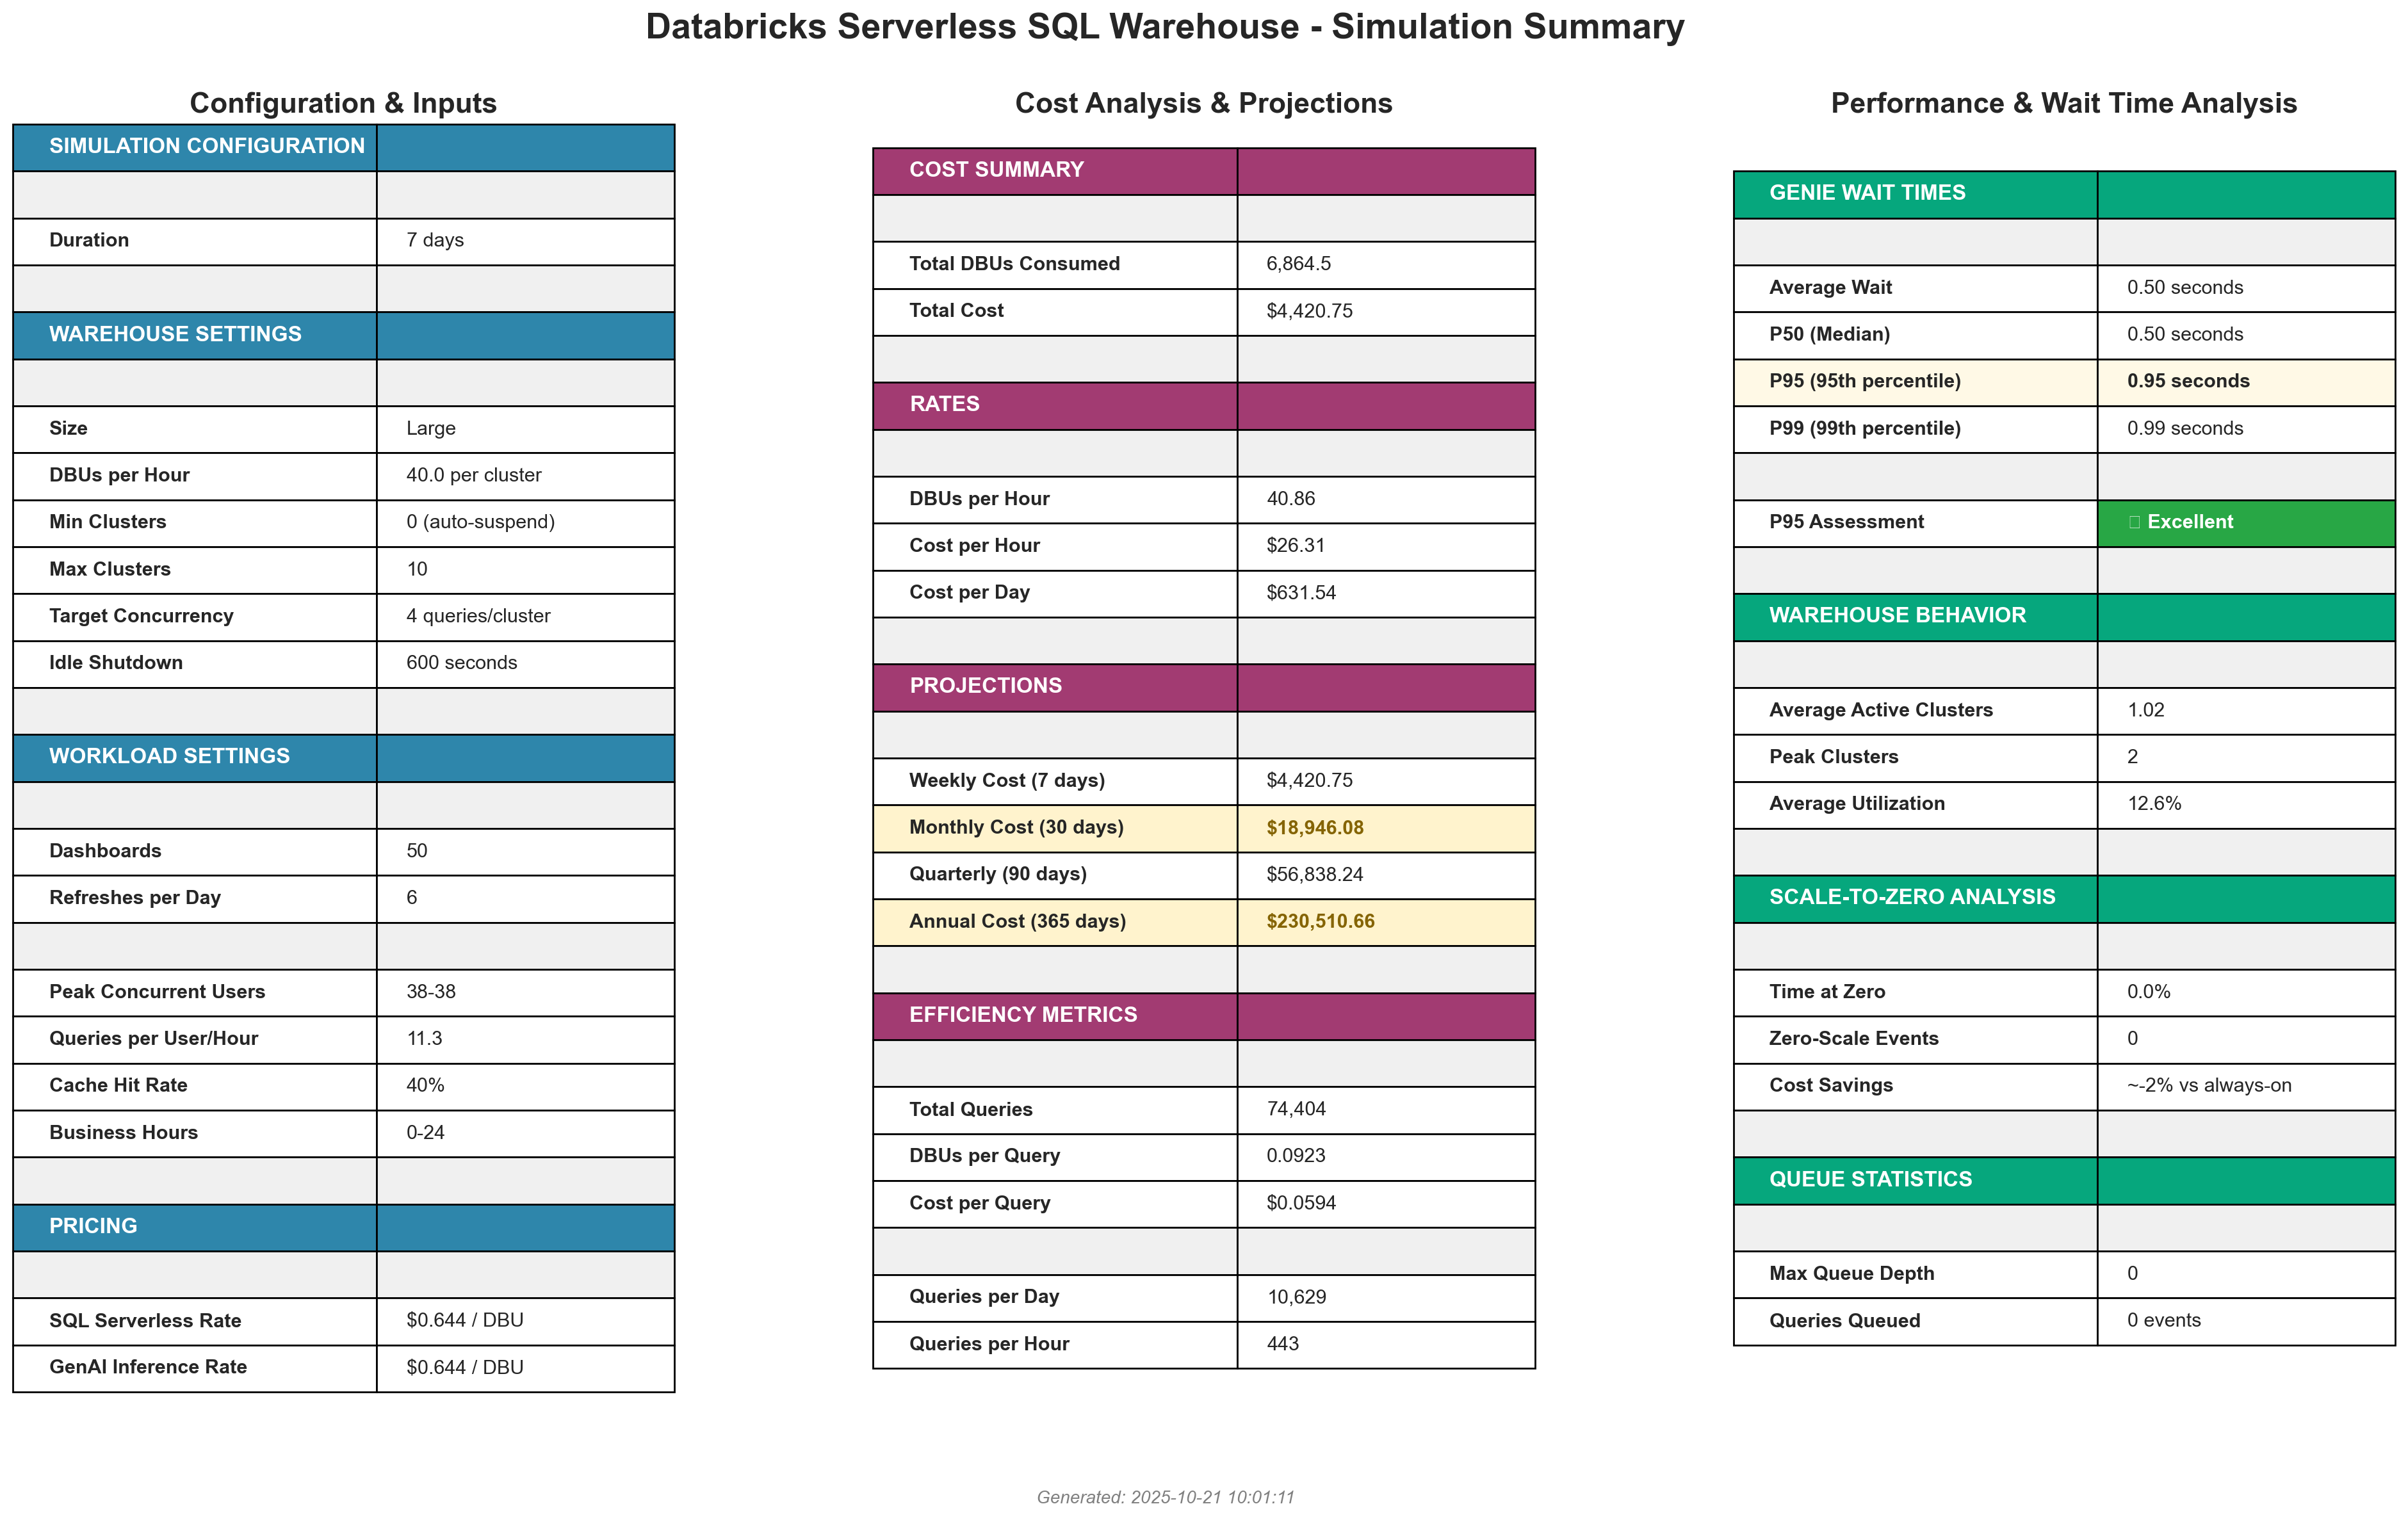 Databricks Serverless SQL Warehouse - Simulation Summary
Configuration & Inputs
SIMULATION CONFIGURATION
Duration 7 days
WAREHOUSE SETTINGS
Size Large
DBUs per Hour 40.0 per cluster
Min Clusters 0 (auto-suspend)
Max Clusters 10
Target Concurrency 4 queries/cluster
Idle Shutdown 600 seconds
WORKLOAD SETTINGS
Dashboards 50
Refreshes per Day 6
Peak Concurrent Users 38-38
Queries per User/Hour 11.3
Cache Hit Rate 40%
Business Hours 0-24
PRICING
SQL Serverless Rate $0.644 / DBU
GenAI Inference Rate $0.644 / DBU
Cost Analysis & Projections
COST SUMMARY
Total DBUs Consumed 6,864.5
Total Cost $4,420.75
RATES
DBUs per Hour 40.86
Cost per Hour $26.31
Cost per Day $631.54
PROJECTIONS
Weekly Cost (7 days) $4,420.75
Monthly Cost (30 days) $18,946.08
Quarterly (90 days) $56,838.24
Annual Cost (365 days) $230,510.66
EFFICIENCY METRICS
Total Queries 74,404
DBUs per Query 0.0923
Cost per Query $0.0594
Queries per Day 10,629
Queries per Hour 443
Performance & Wait Time Analysis
GENIE WAIT TIMES
Average Wait 0.50 seconds
P50 (Median) 0.50 seconds
P95 (95th percentile) 0.95 seconds
P99 (99th percentile) 0.99 seconds
P95 Assessment Excellent
WAREHOUSE BEHAVIOR
Average Active Clusters 1.02
Peak Clusters 2
Average Utilization 12.6%
SCALE-TO-ZERO ANALYSIS
Time at Zero 0.0%
Zero-Scale Events 0
Cost Savings ~-2% vs always-on
QUEUE STATISTICS
Max Queue Depth 0
Queries Queued 0 events
Generated: 2025-10-21 10:01:11